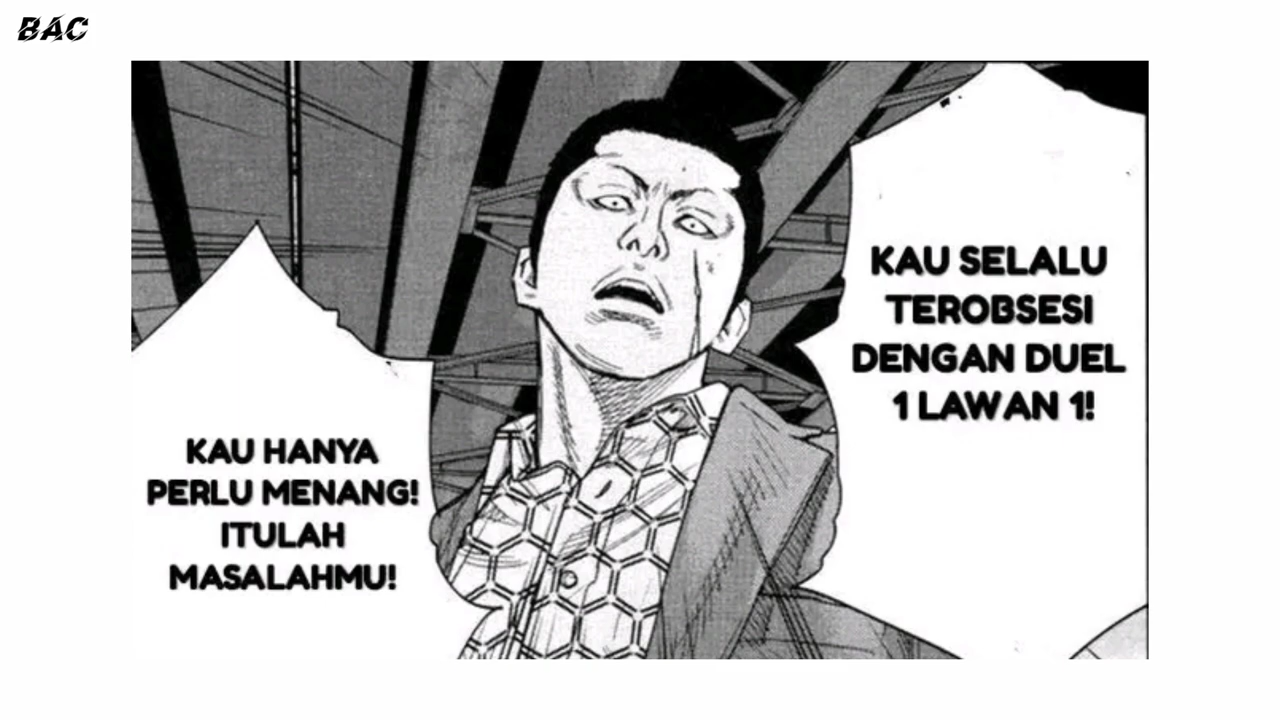 BAC
KAU SELALU
TEROBSESI
DENGAN DUEL
1 LAWAN 1!
KAU HANYA
PERLU MENANG!
ITULAH
MASALAHMU!